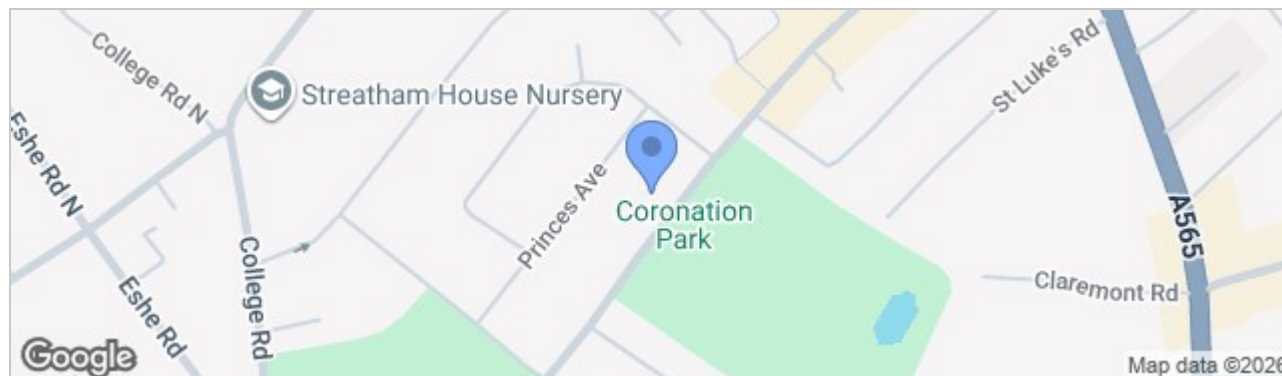 College Rd N
Streatham House Nursery
St Luke's Rd
Eshe Rd N
Princes Ave
Coronation
Park
A565
College Rd
Claremont Rd
Eshe Rd
Google
Map data ©2026